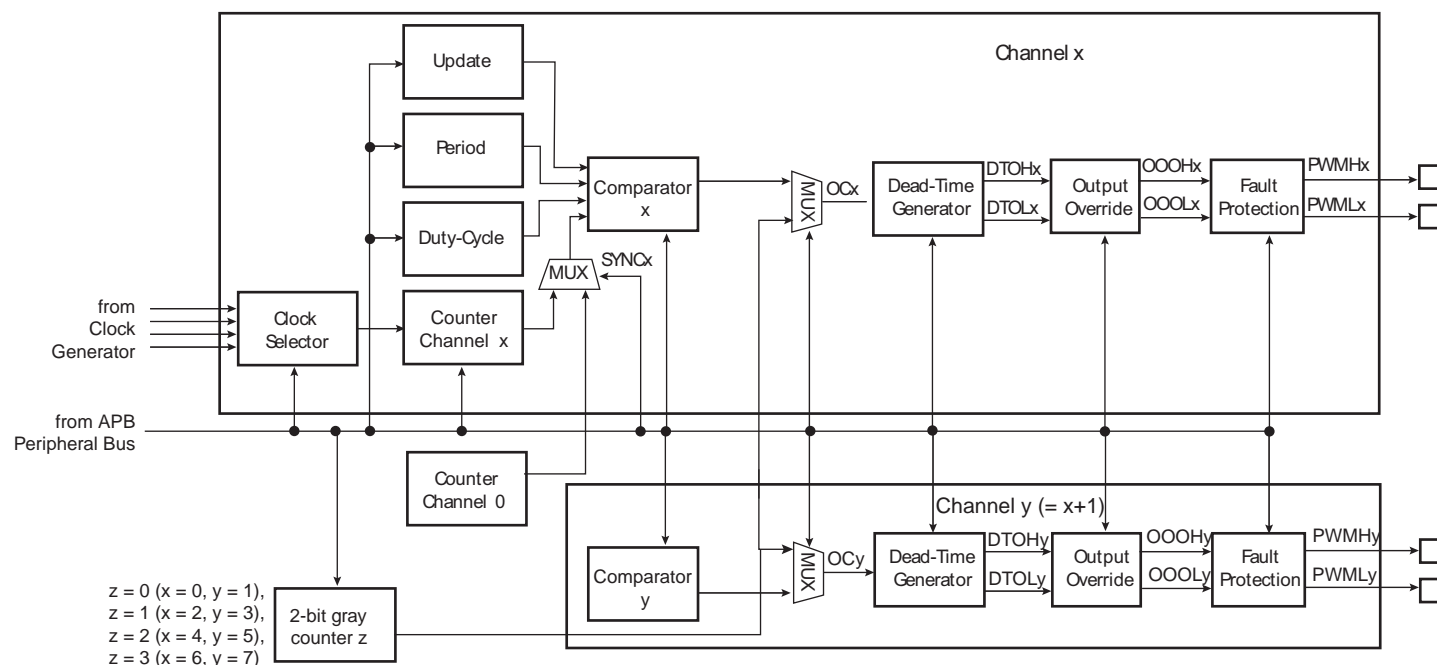 Channel x
Update
Period
Comparator
x
Duty-Cycle
MUX
SYNCx
from
Clock
Generator
Clock
Selector
Counter
Channel x
MUX
OCx
Dead-Time
Generator
DTOHx
DTOLx
Output
Override
OOOHx
OOOLx
Fault
Protection
PWMHx
PWMLx
from APB
Peripheral Bus
Counter
Channel 0
Channel y (= x+1)
Comparator
y
MUX
OCy
Dead-Time
Generator
DTOHy
DTOLy
Output
Override
OOOHy
OOOLy
Fault
Protection
PWMHy
PWMLy
z = 0 (x = 0, y = 1),
z = 1 (x = 2, y = 3),
z = 2 (x = 4, y = 5),
z = 3 (x = 6, y = 7)
2-bit gray
counter z